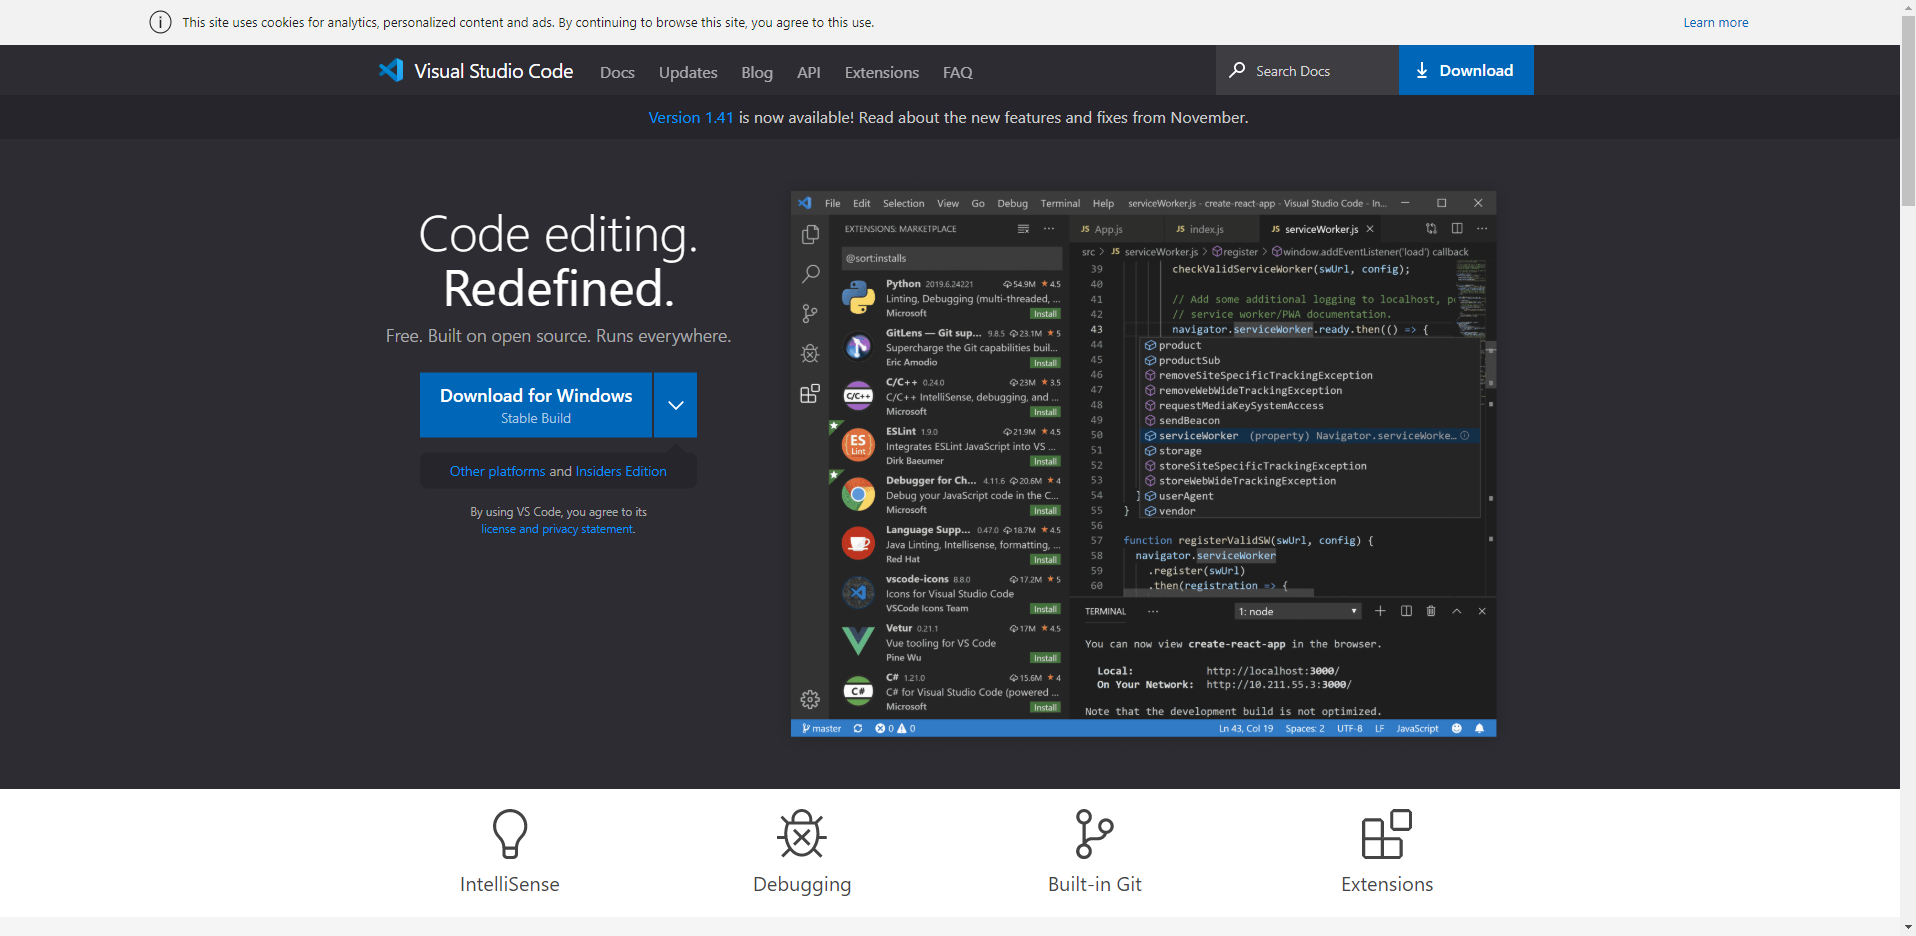 This site uses cookies for analytics, personalized content and ads. By continuing to browse this site, you agree to this use.
Learn more
Visual Studio Code
Docs
Updates
Blog
API
Extensions
FAQ
Search Docs
Download
Version 1.41 is now available! Read about the new features and fixes from November.
Code editing.
Redefined.
Free. Built on open source. Runs everywhere.
Download for Windows
Stable Build
Other platforms and Insiders Edition
By using VS Code, you agree to its
license and privacy statement.
File Edit Selection View Go Debug Terminal Help serviceWorker.js - create-react-app - Visual Studio Code - In...
EXTENSIONS: MARKETPLACE
@sort:installs
Python 2019.6.24221 54.9M 4.5
Linting, Debugging (multi-threaded, ...
Microsoft Install
GitLens — Git sup... 9.8.5 23.1M 5
Supercharge the Git capabilities buil...
Eric Amodio Install
C/C++ 0.24.0 23M 3.5
C/C++
C/C++ IntelliSense, debugging, and ...
Microsoft Install
ESLint 1.9.0 21.9M 4.5
ES
Lint
Integrates ESLint JavaScript into VS ...
Dirk Baeumer Install
Debugger for Ch... 4.11.6 20.6M 4
Debug your JavaScript code in the C...
Microsoft Install
Language Supp... 0.47.0 18.7M 4.5
Java Linting, Intellisense, formatting, ...
Red Hat Install
vscode-icons 8.8.0 17.2M 5
Icons for Visual Studio Code
VSCode Icons Team Install
Vetur 0.21.1 17M 4.5
Vue tooling for VS Code
Pine Wu Install
C# 1.21.0 15.6M 4
C#
C# for Visual Studio Code (powered ...
Microsoft Install
JS App.js JS index.js JS serviceWorker.js
src > JS serviceWorker.js > register > window.addEventListener('load') callback
39 checkValidServiceWorker(swUrl, config);
40
41 // Add some additional logging to localhost, p
42 // service worker/PWA documentation.
43 navigator.serviceWorker.ready.then(() => {
44 product
45 productSub
46 removeSiteSpecificTrackingException
47 removeWebWideTrackingException
48 requestMediaKeySystemAccess
49 sendBeacon
50 serviceWorker (property) Navigator.serviceWorke...
51 storage
52 storeSiteSpecificTrackingException
53 storeWebWideTrackingException
54 } userAgent
55 } vendor
56
57 function registerValidSW(swUrl, config) {
58 navigator.serviceWorker
59 .register(swUrl)
60 .then(registration => {
TERMINAL ... 1: node
You can now view create-react-app in the browser.
Local: http://localhost:3000/
On Your Network: http://10.211.55.3:3000/
Note that the development build is not optimized.
master 0 0 Ln 43, Col 19 Spaces: 2 UTF-8 LF JavaScript
IntelliSense
Debugging
Built-in Git
Extensions